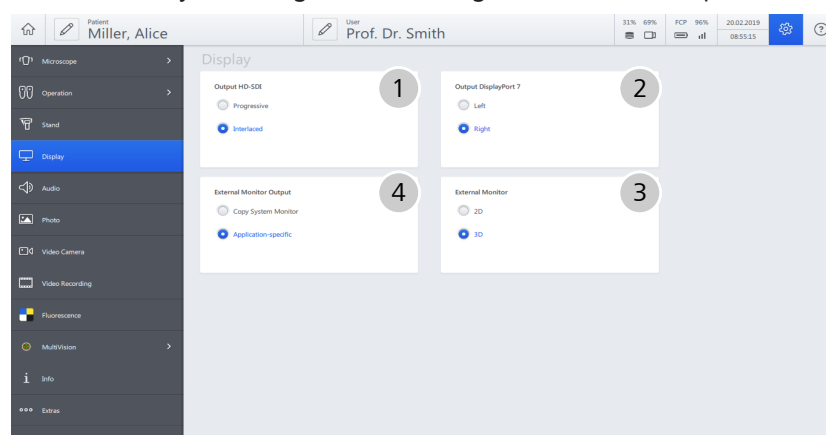 Patient
Miller, Alice
User
Prof. Dr. Smith
31% 69%
FCP 96%
20.02.2019
08:55:15
?
Microscope
Operation
Stand
Display
Audio
Photo
Video Camera
Video Recording
Fluorescence
MultiVision
Info
Extras
Display
Output HD-SDI
1
Progressive
Interlaced
Output DisplayPort 7
2
Left
Right
External Monitor Output
4
Copy System Monitor
Application-specific
External Monitor
3
2D
3D